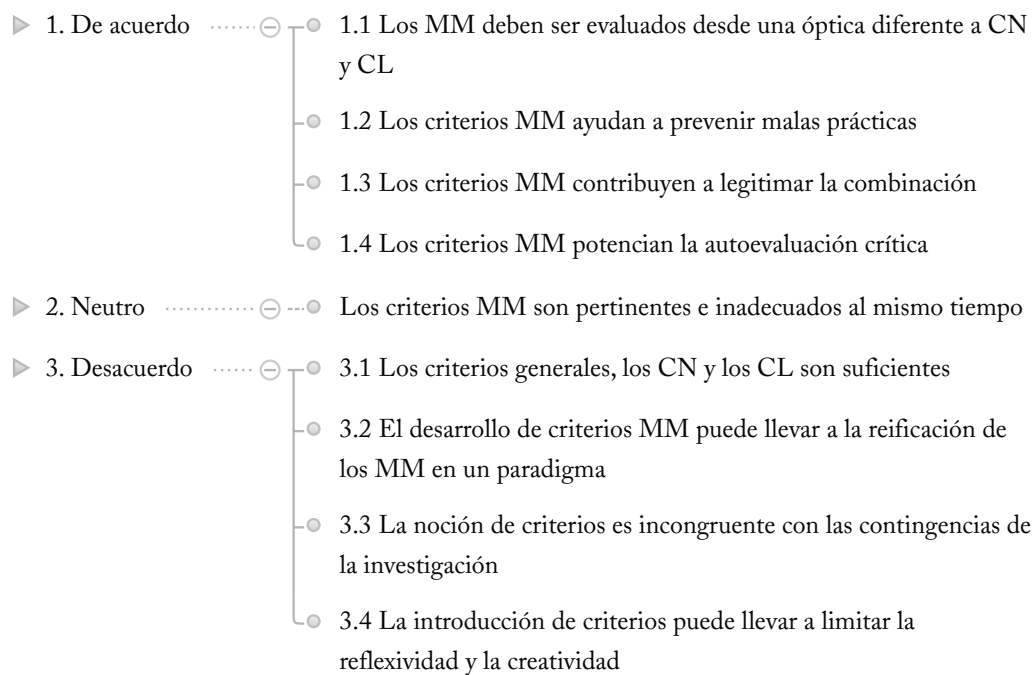 1. De acuerdo
1.1 Los MM deben ser evaluados desde una óptica diferente a CN
y CL
1.2 Los criterios MM ayudan a prevenir malas prácticas
1.3 Los criterios MM contribuyen a legitimar la combinación
1.4 Los criterios MM potencian la autoevaluación crítica
2. Neutro
Los criterios MM son pertinentes e inadecuados al mismo tiempo
3. Desacuerdo
3.1 Los criterios generales, los CN y los CL son suficientes
3.2 El desarrollo de criterios MM puede llevar a la reificación de
los MM en un paradigma
3.3 La noción de criterios es incongruente con las contingencias de
la investigación
3.4 La introducción de criterios puede llevar a limitar la
reflexividad y la creatividad